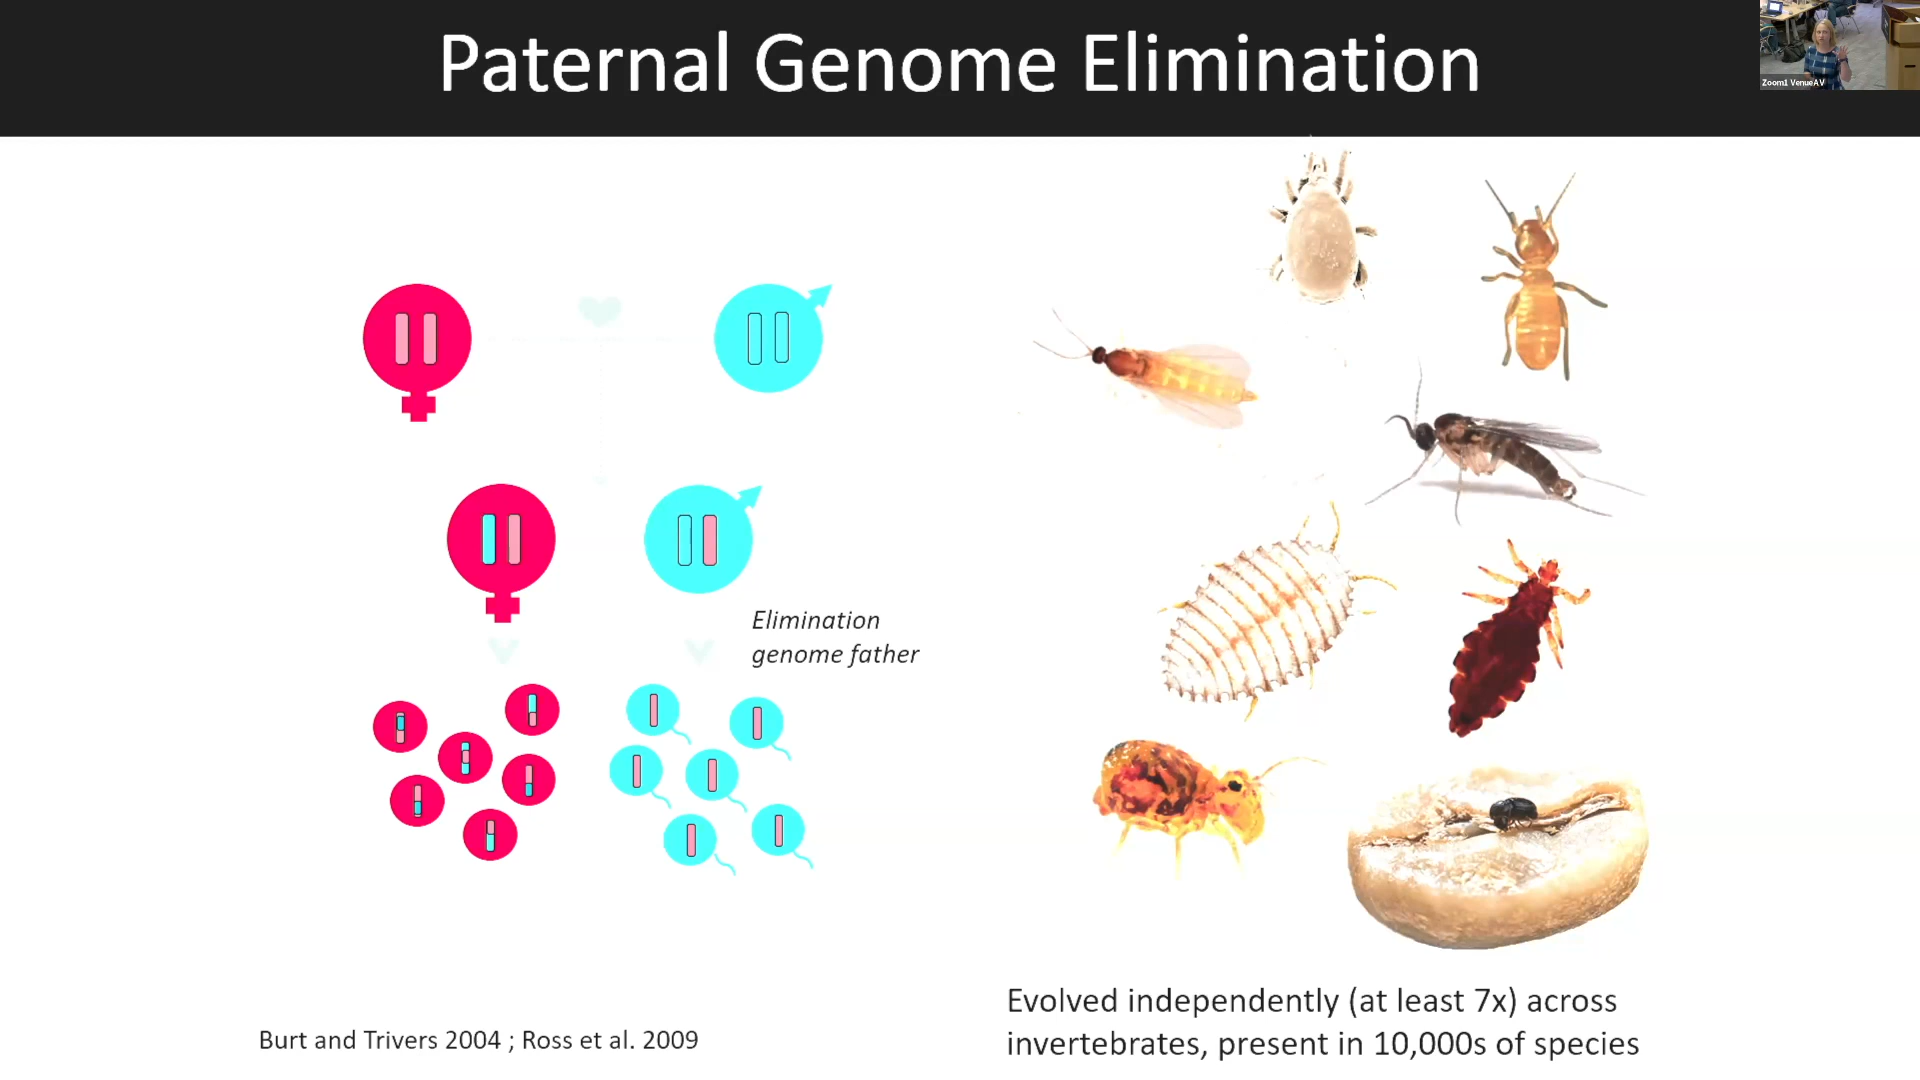 Paternal Genome Elimination
Zoom1 VenueAV
Elimination
genome father
Burt and Trivers 2004 ; Ross et al. 2009
Evolved independently (at least 7x) across
invertebrates, present in 10,000s of species